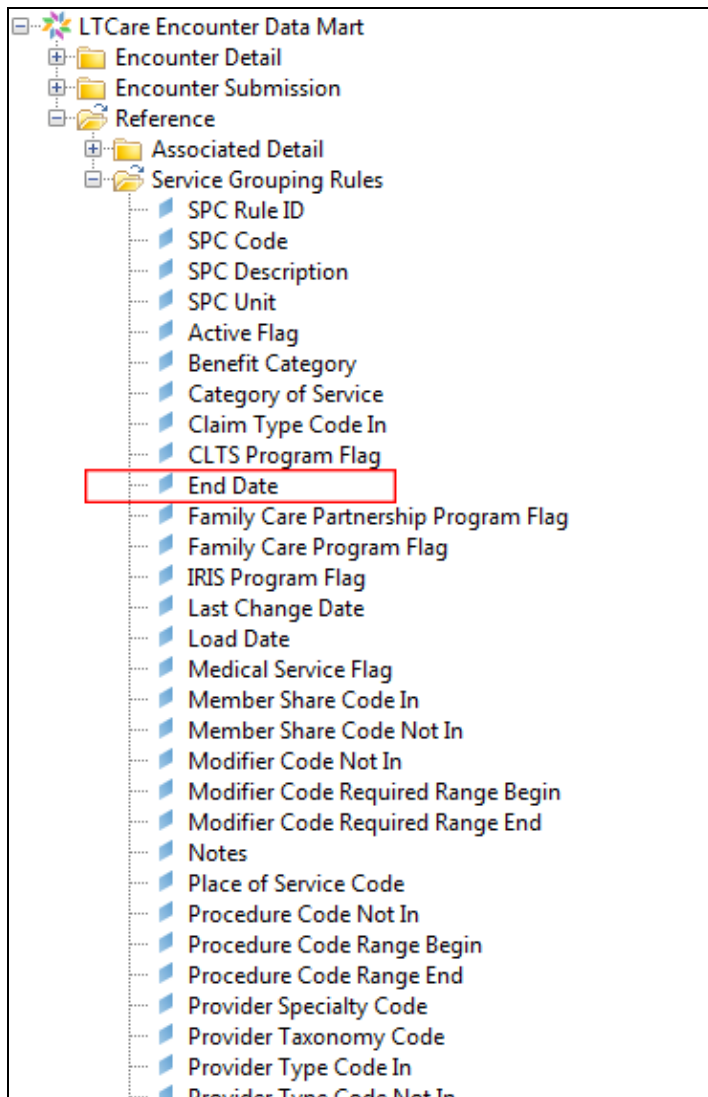 LTCare Encounter Data Mart
Encounter Detail
Encounter Submission
Reference
Associated Detail
Service Grouping Rules
SPC Rule ID
SPC Code
SPC Description
SPC Unit
Active Flag
Benefit Category
Category of Service
Claim Type Code In
CLTS Program Flag
End Date
Family Care Partnership Program Flag
Family Care Program Flag
IRIS Program Flag
Last Change Date
Load Date
Medical Service Flag
Member Share Code In
Member Share Code Not In
Modifier Code Not In
Modifier Code Required Range Begin
Modifier Code Required Range End
Notes
Place of Service Code
Procedure Code Not In
Procedure Code Range Begin
Procedure Code Range End
Provider Specialty Code
Provider Taxonomy Code
Provider Type Code In
Provider Type Code Not In